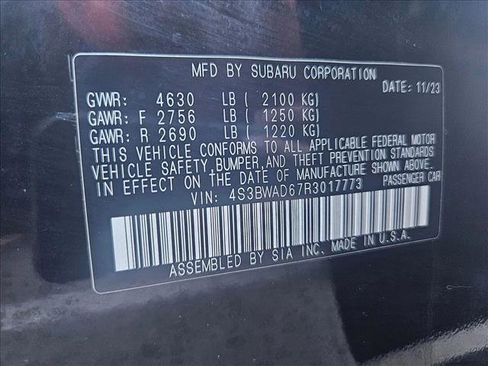 MFD BY SUBARU CORPORATION
DATE: 11/23
GVWR: 4630 LB ( 2100 KG)
GAWR: F 2756 LB ( 1250 KG)
GAWR: R 2690 LB ( 1220 KG)
THIS VEHICLE CONFORMS TO ALL APPLICABLE FEDERAL MOTOR
VEHICLE SAFETY, BUMPER, AND THEFT PREVENTION STANDARDS
IN EFFECT ON THE DATE OF MANUFACTURE SHOWN ABOVE.
VIN: 4S3BWAD67R3017773 PASSENGER CAR
ASSEMBLED BY SIA INC. MADE IN U.S.A.